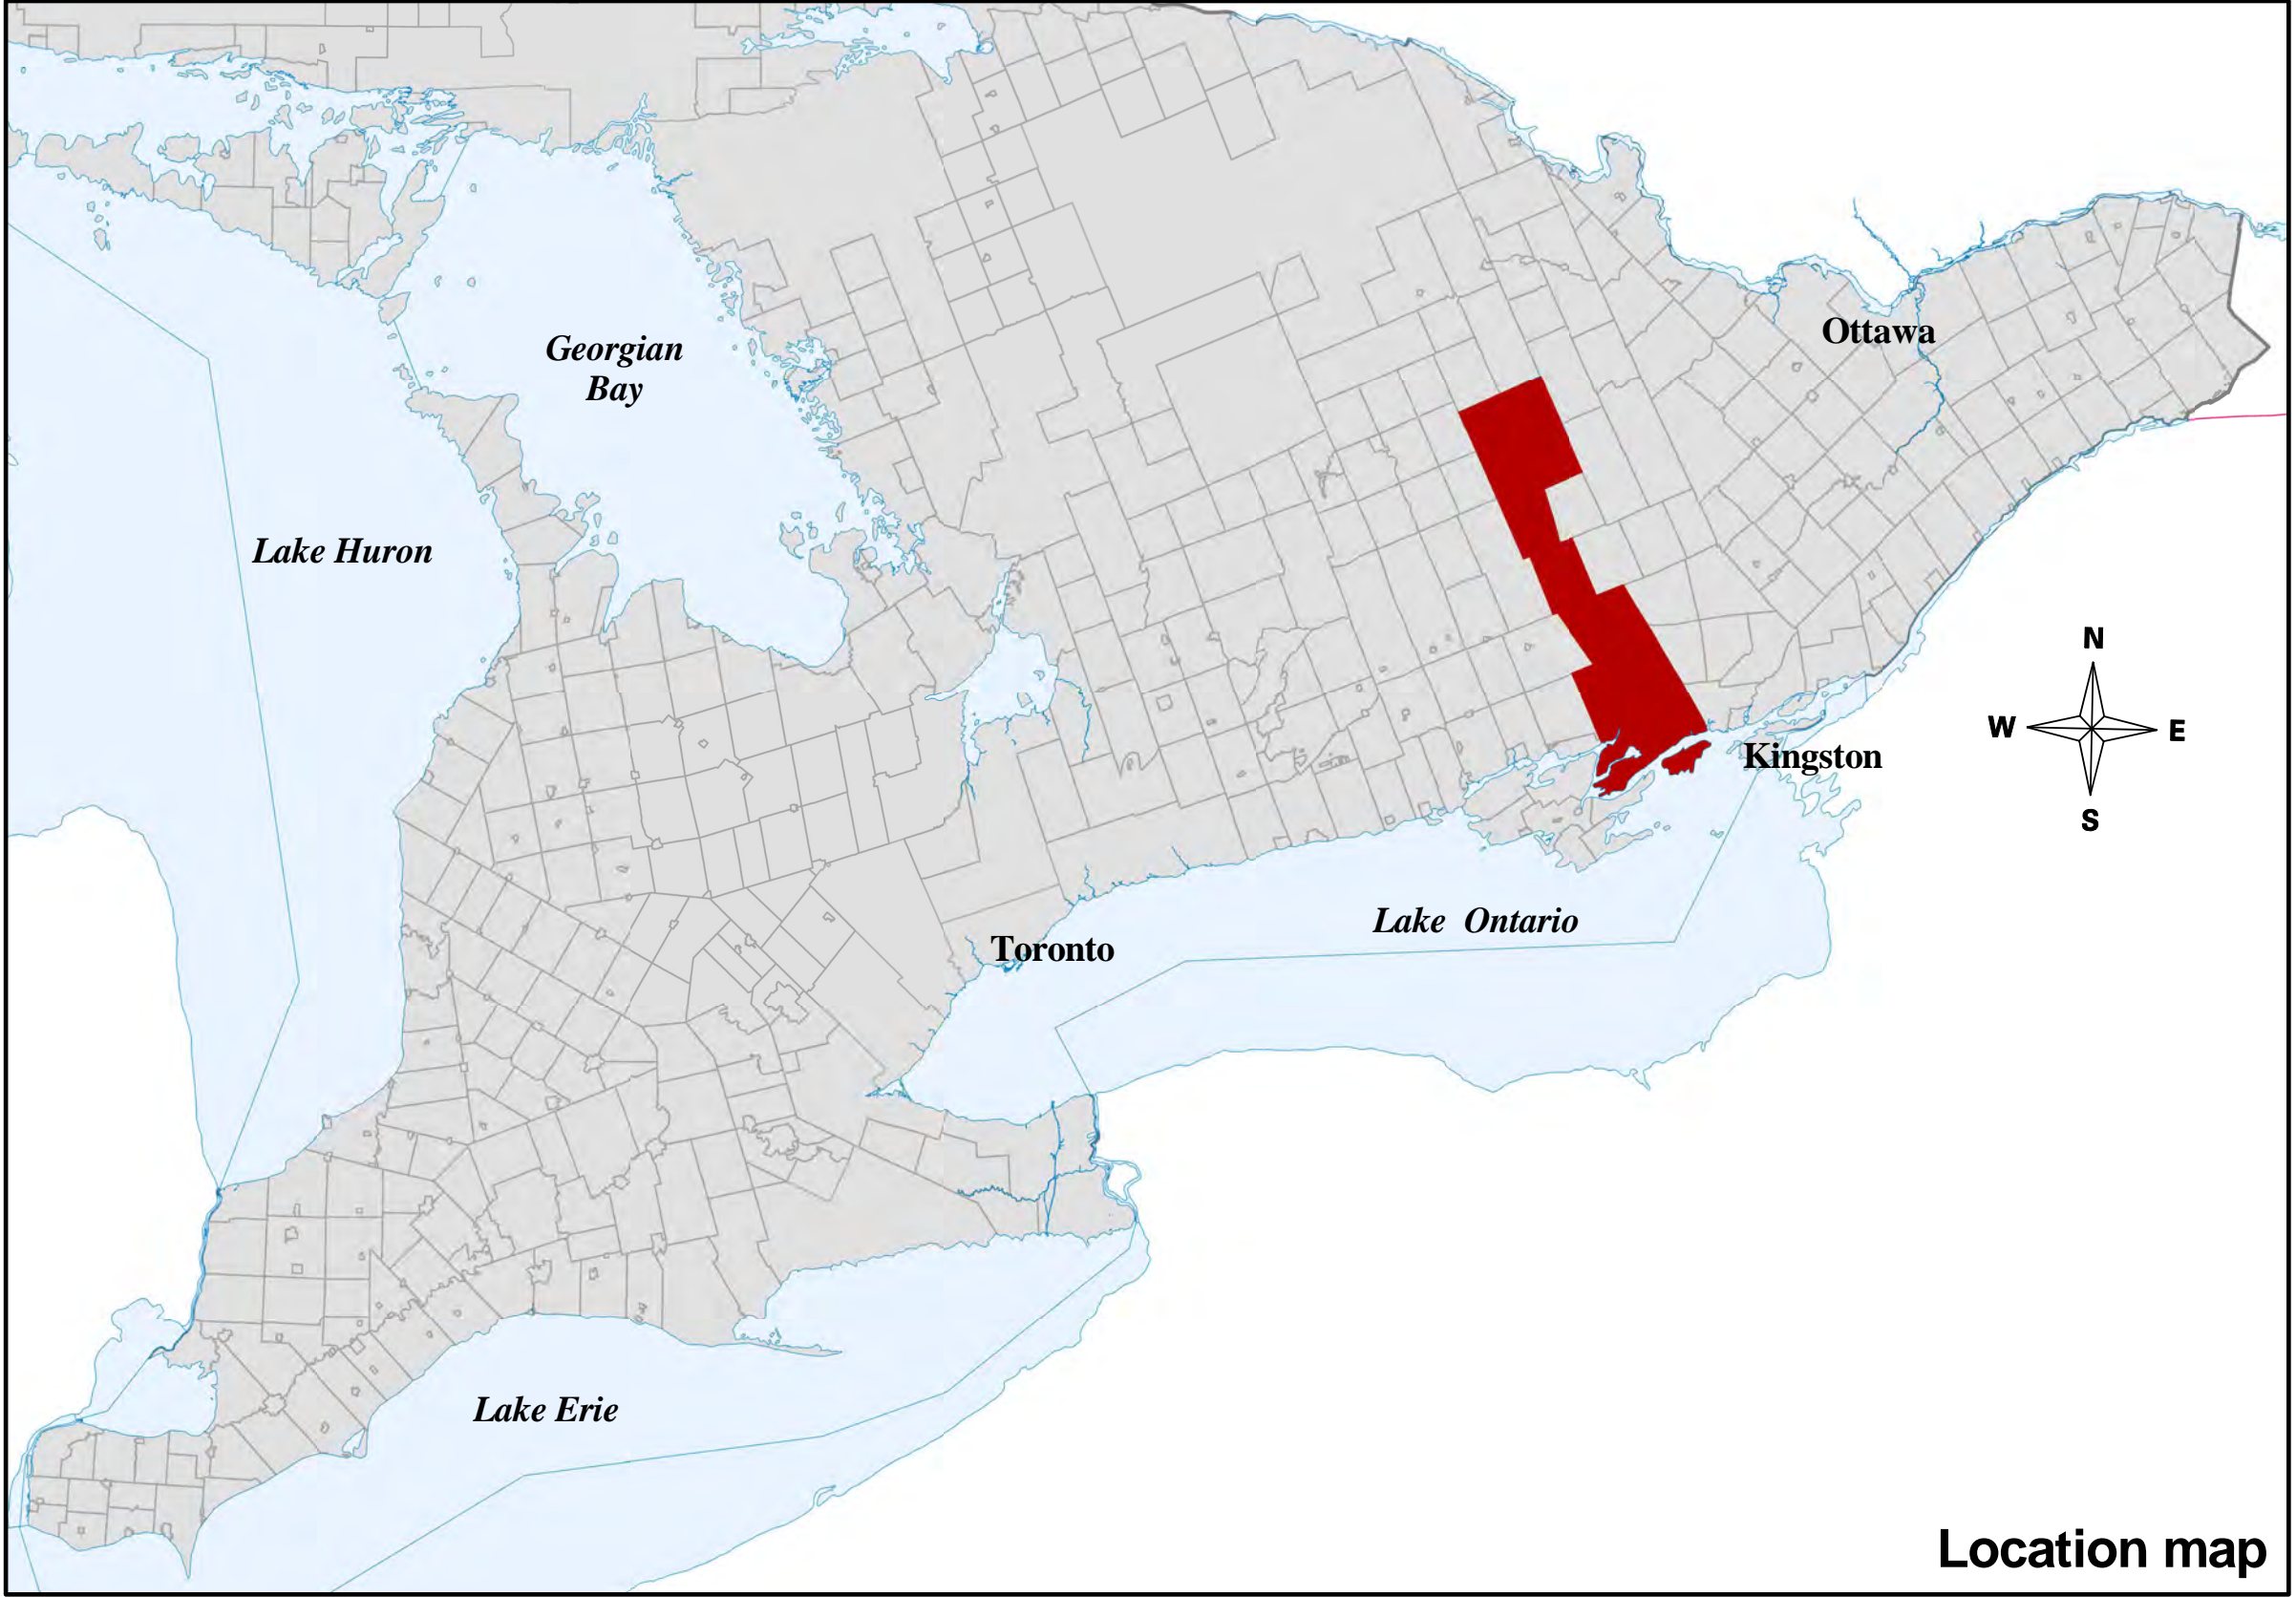 Ottawa
Georgian
Bay
Lake Huron
N
W
E
S
Kingston
Lake Ontario
Toronto
Lake Erie
Location map